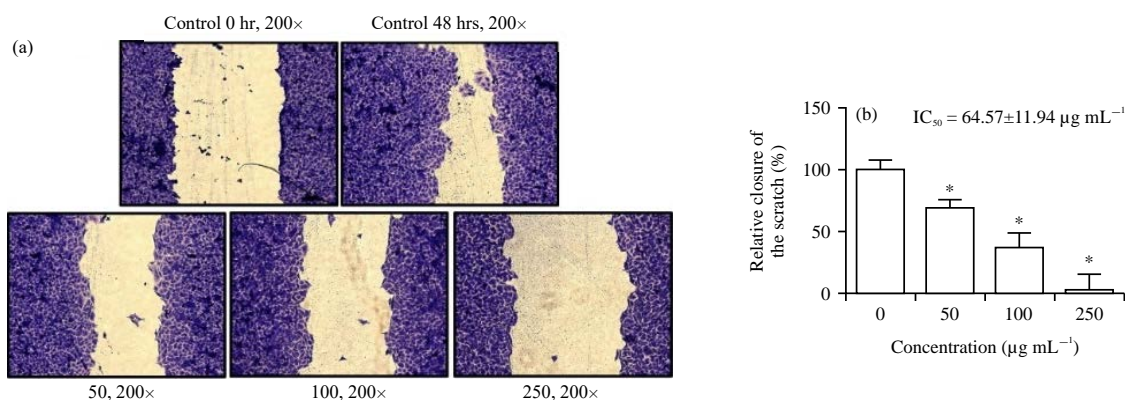 (a)
Control 0 hr, 200×
Control 48 hrs, 200×
50, 200×
100, 200×
250, 200×
(b)
IC₅₀ = 64.57±11.94 µg mL⁻¹
Relative closure of
the scratch (%)
150
100
50
0
*
*
*
0
50
100
250
Concentration (µg mL⁻¹)